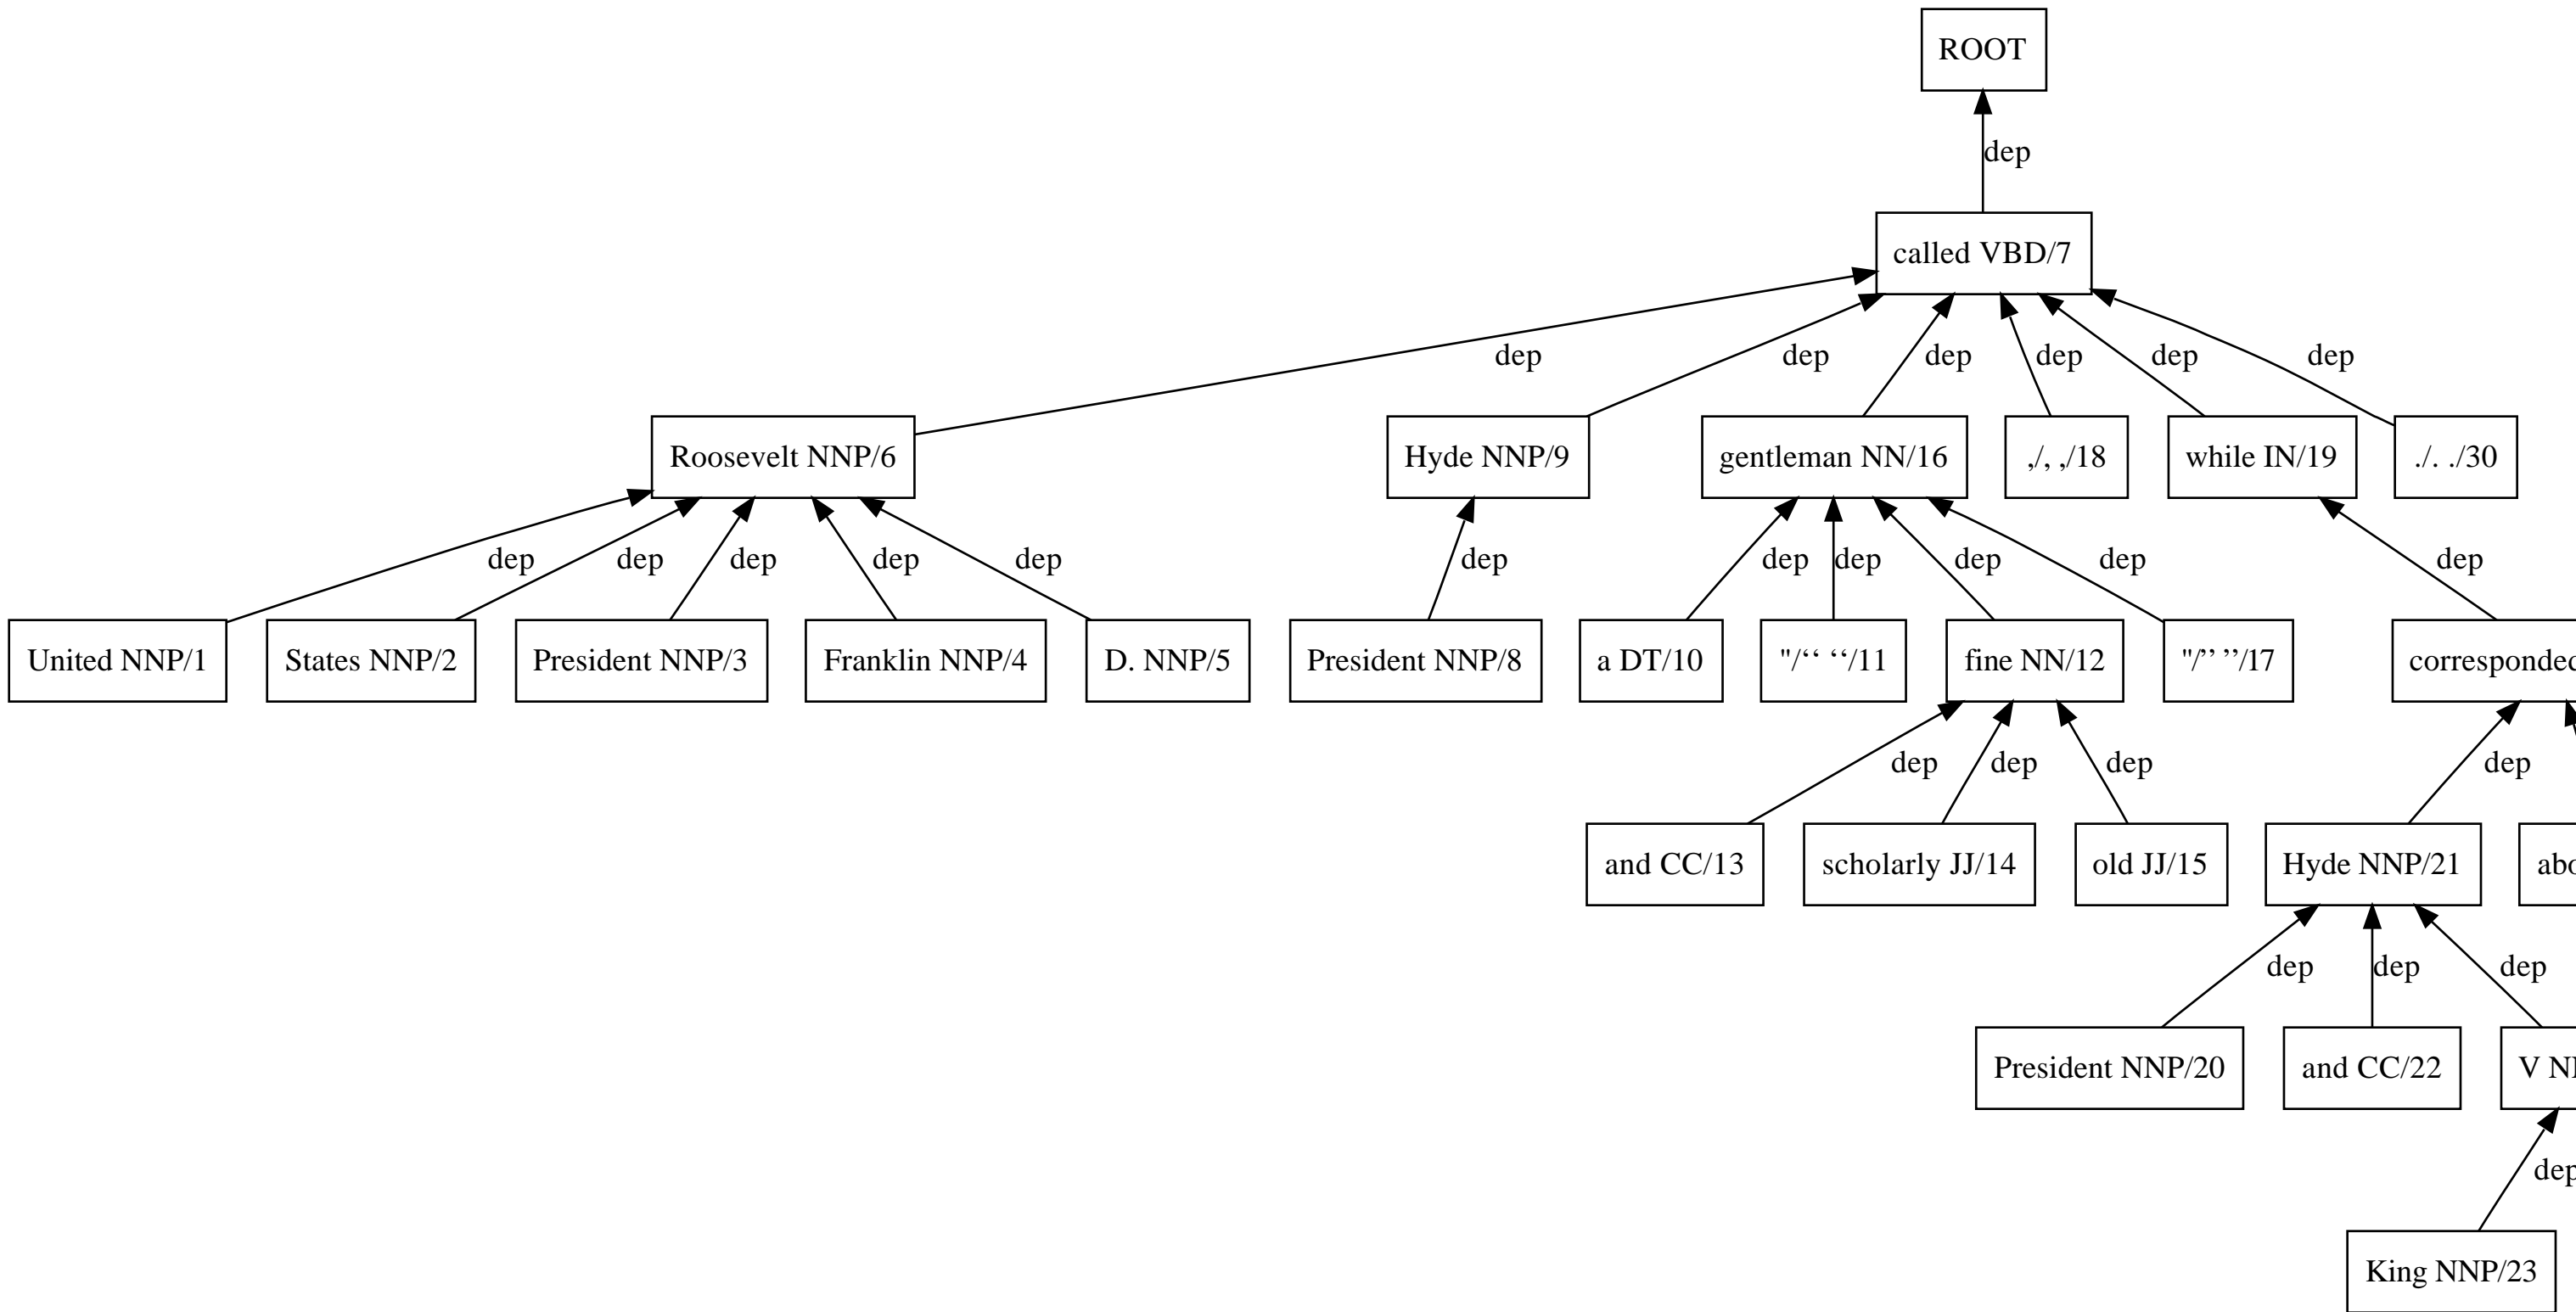 ROOT
dep
called VBD/7
dep dep dep dep dep dep
Roosevelt NNP/6 Hyde NNP/9 gentleman NN/16 ,/, ,/18 while IN/19 ./. ./30
dep dep dep dep dep dep dep dep dep dep dep
United NNP/1 States NNP/2 President NNP/3 Franklin NNP/4 D. NNP/5 President NNP/8 a DT/10 "/“ “/11 fine NN/12 "/” ”/17 corresponded
dep dep dep dep
and CC/13 scholarly JJ/14 old JJ/15 Hyde NNP/21
dep dep dep
President NNP/20 and CC/22 V
dep
King NNP/23